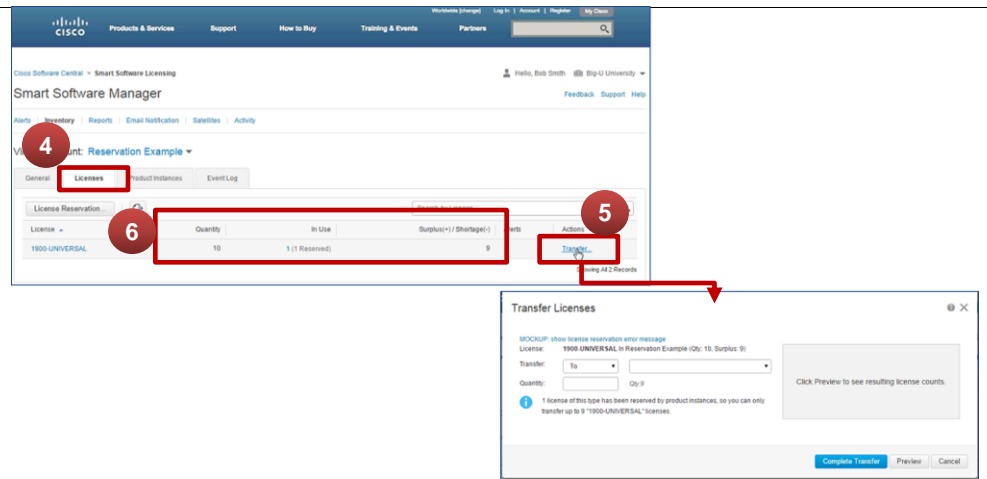 Worldwide [change] Log In | Account | Register My Cisco
CISCO Products & Services Support How to Buy Training & Events Partners
Cisco Software Central > Smart Software Licensing
Hello, Bob Smith Big-U University
Smart Software Manager
Feedback Support Help
Alerts Inventory Reports Email Notification Satellites Activity
4
Reservation Example
General Licenses Product Instances Event Log
License Reservation...
5
6
License Quantity In Use Surplus(+) / Shortage(-) Actions
1900-UNIVERSAL 10 1 (1 Reserved) 9 Transfer...
Showing All 2 Records
Transfer Licenses
MOCKUP: show license reservation error message
License: 1900-UNIVERSAL in Reservation Example (Qty: 10, Surplus: 9)
Transfer: To
Quantity: Qty:9
Click Preview to see resulting license counts.
1 license of this type has been reserved by product instances, so you can only
transfer up to 9 "1900-UNIVERSAL" licenses.
Complete Transfer Preview Cancel